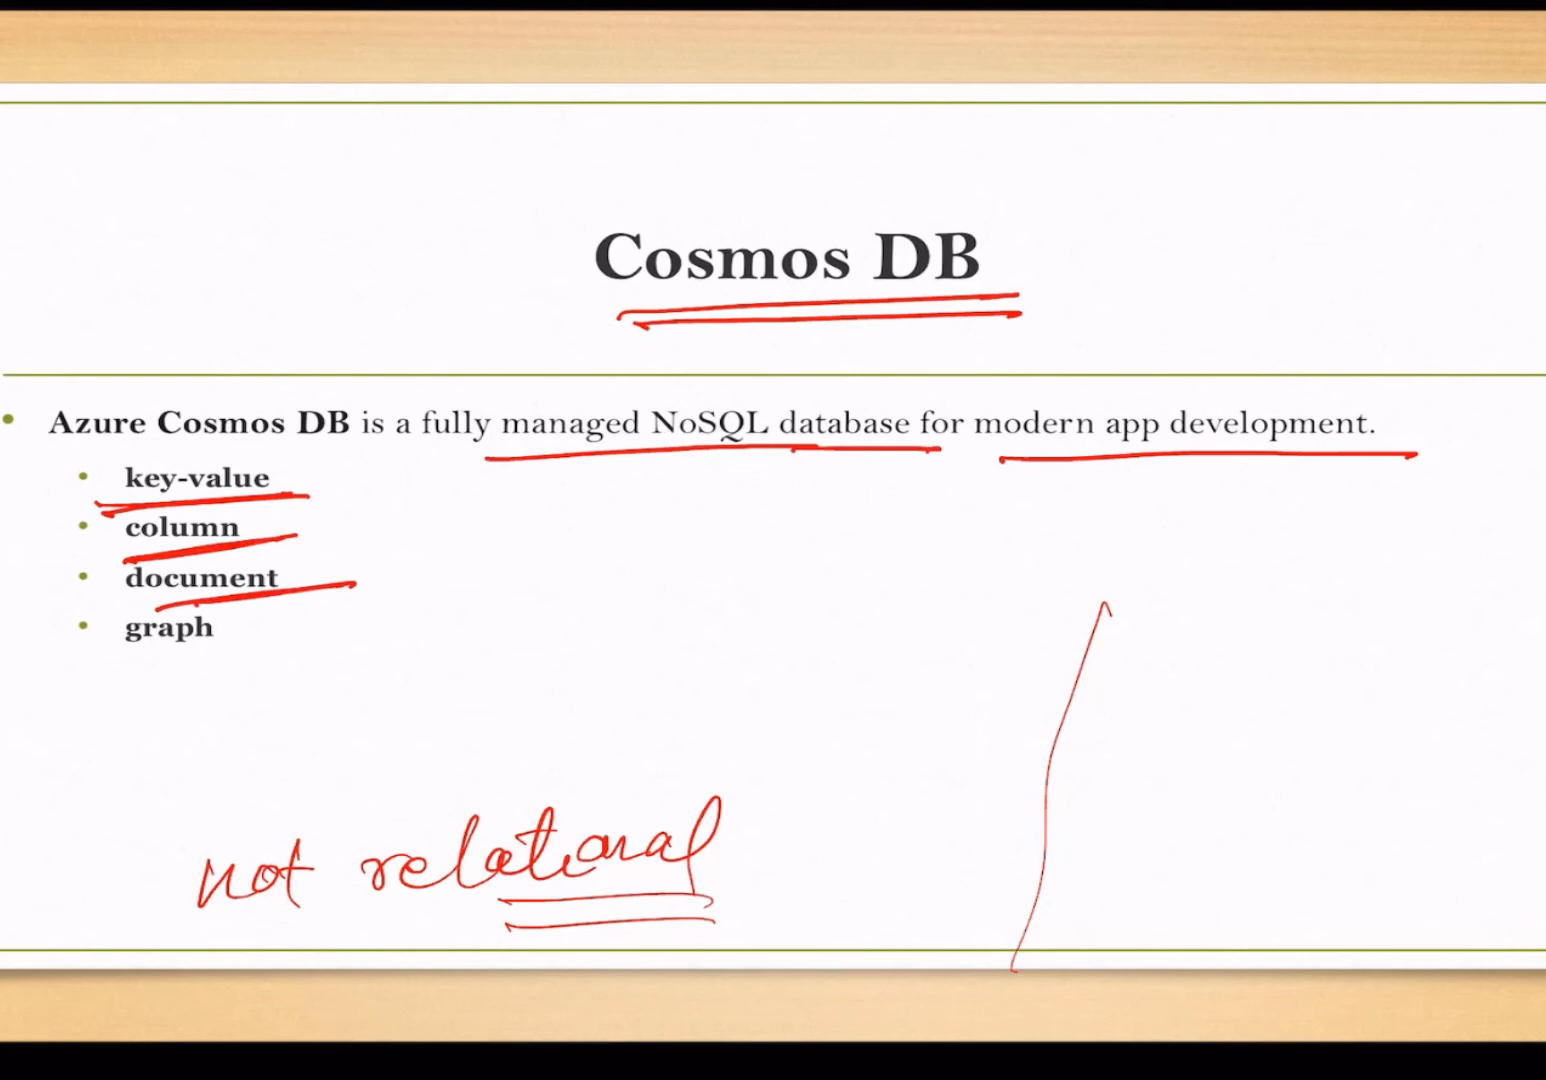 Cosmos DB
• Azure Cosmos DB is a fully managed NoSQL database for modern app development.
• key-value
• column
• document
• graph
not relational